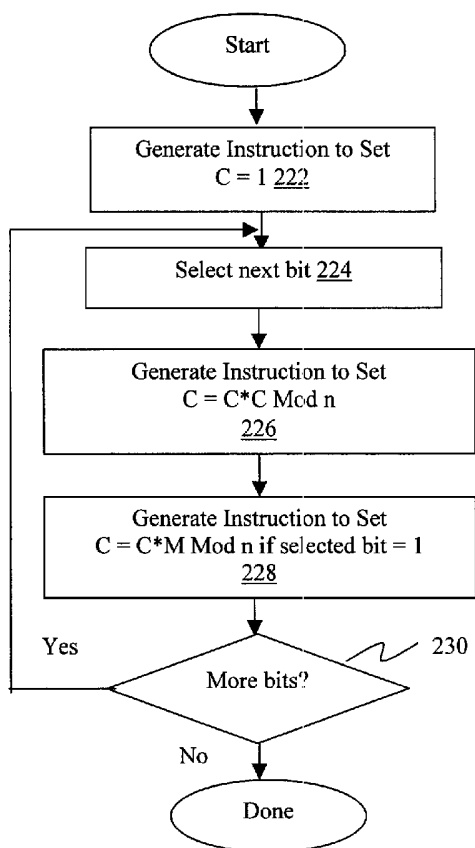 Start
Generate Instruction to Set
C = 1 222
Select next bit 224
Generate Instruction to Set
C = C*C Mod n
226
Generate Instruction to Set
C = C*M Mod n if selected bit = 1
228
Yes
230
More bits?
No
Done